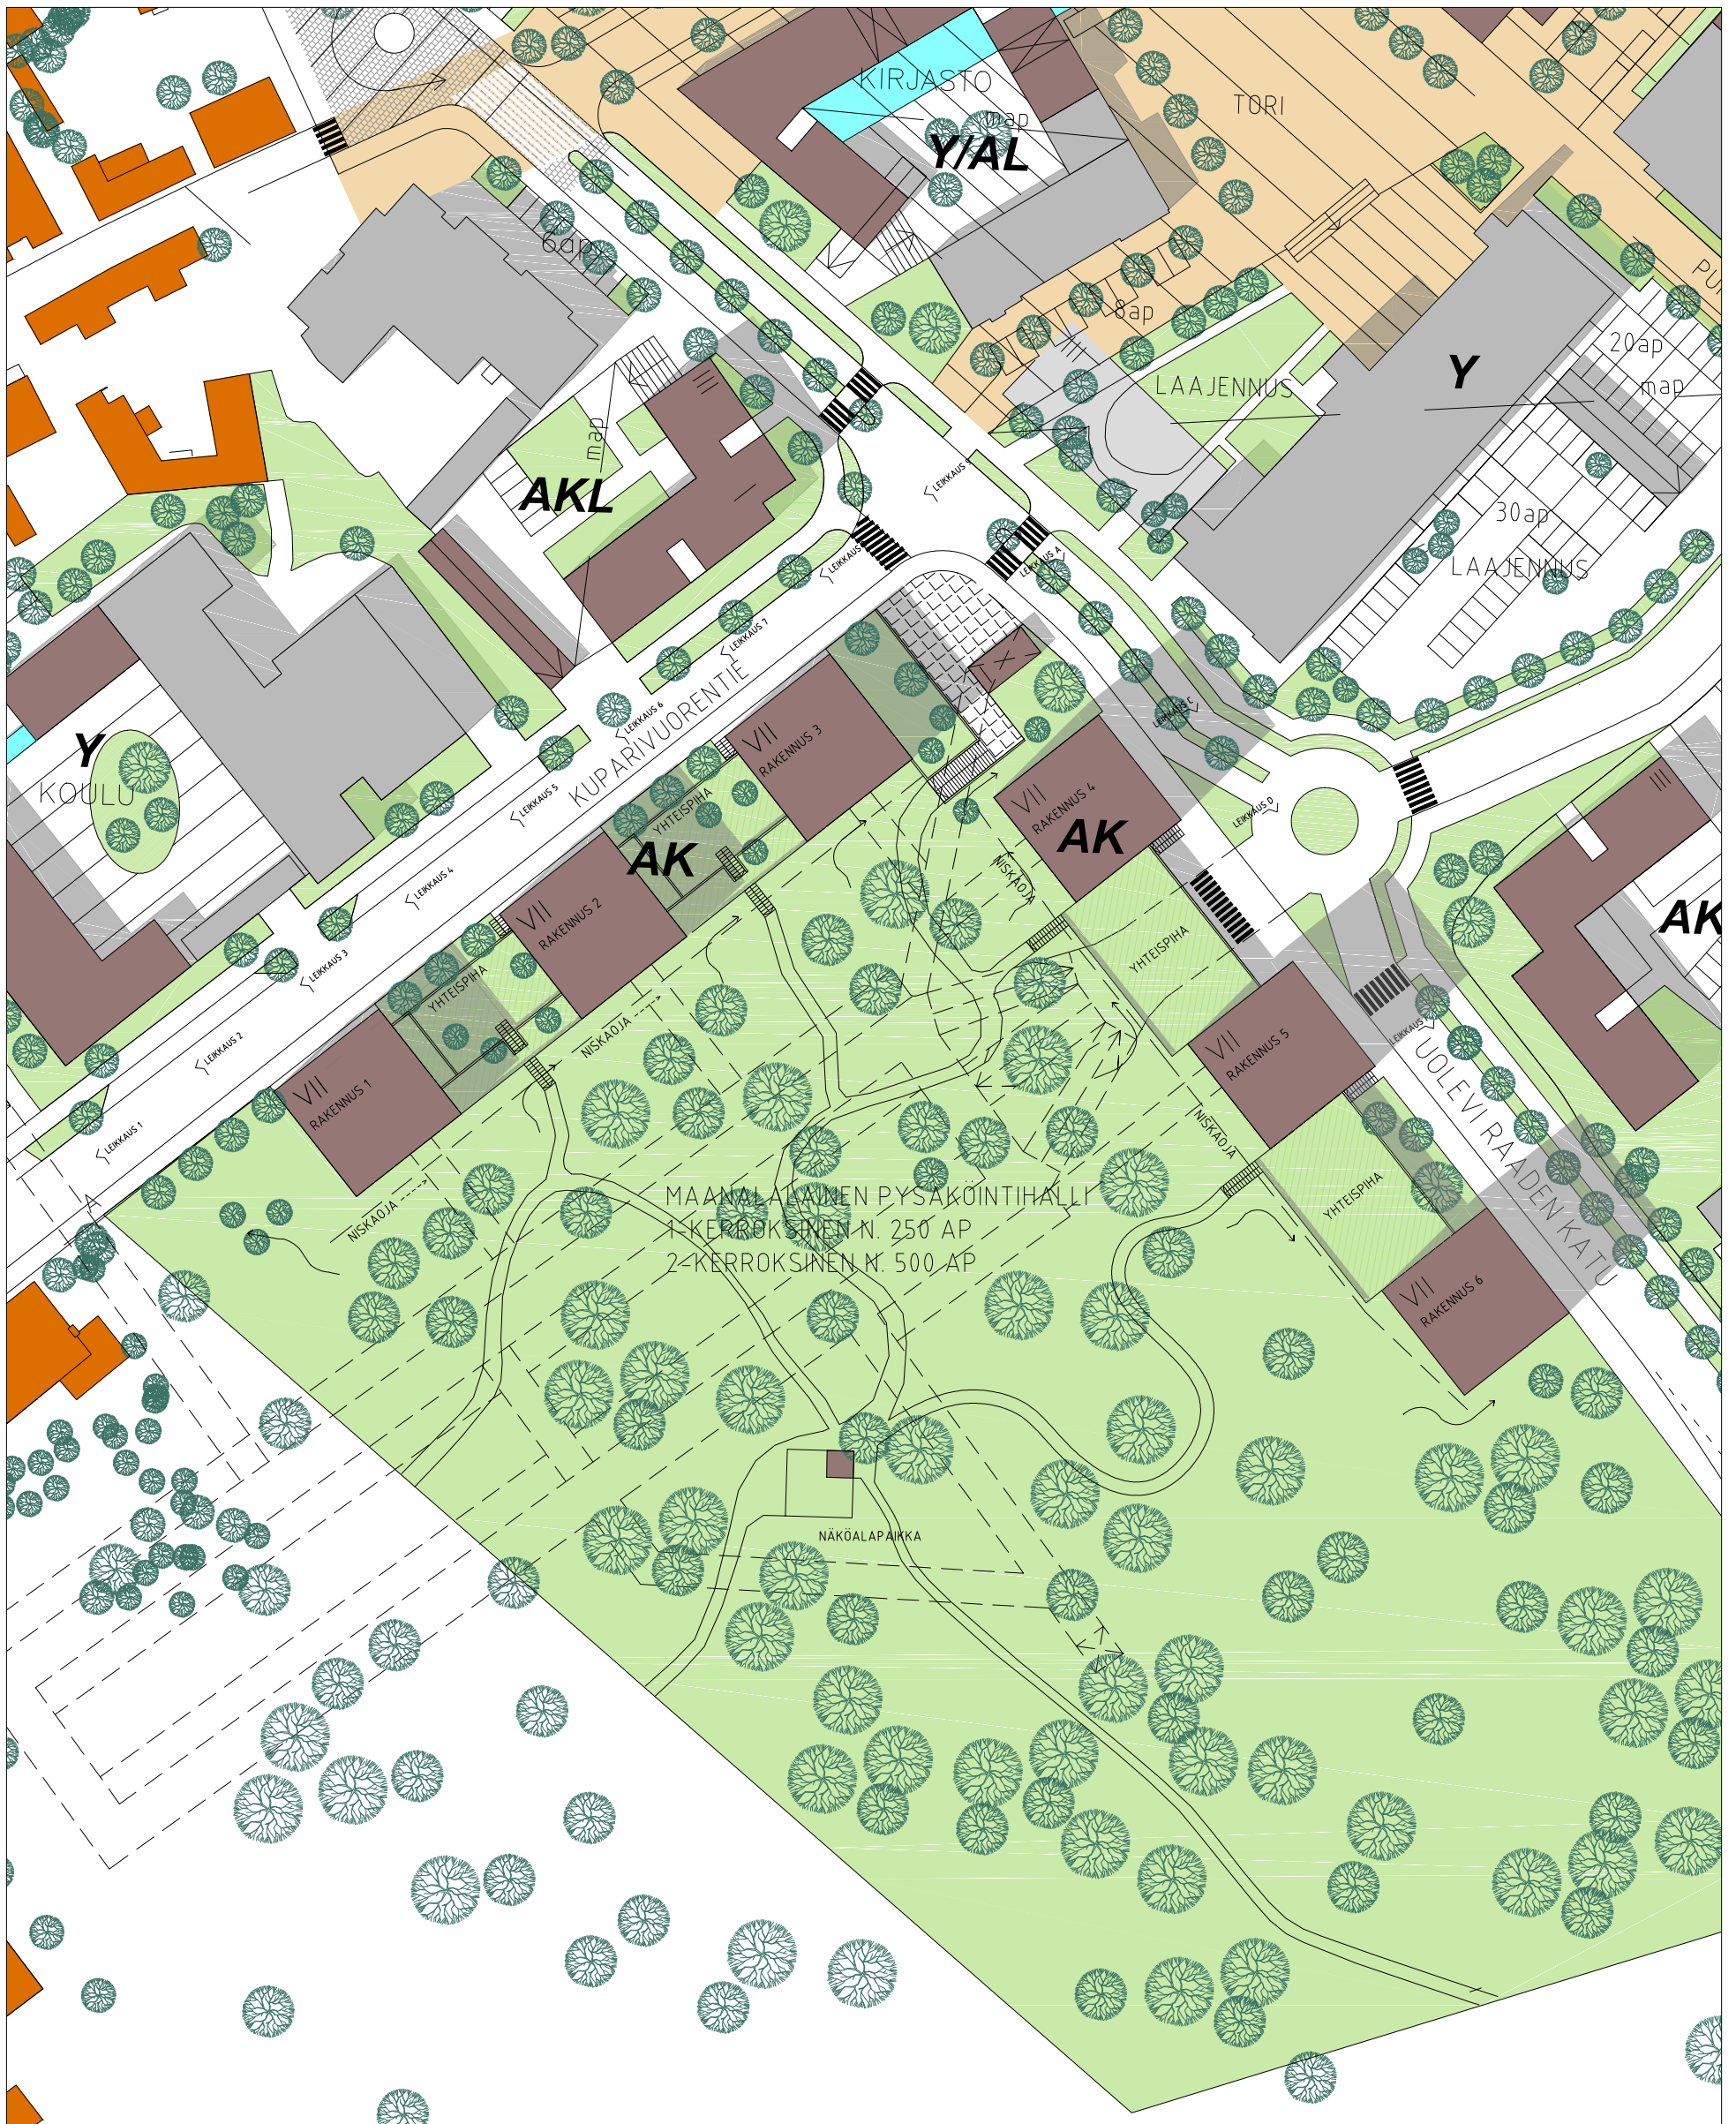 KIRJASTO
map
Y/AL
TORI
6ap
8ap
PU
Y
20ap
map
LAAJENNUS
map
AKL
30ap
LAAJENNUS
LEIKKAUS 9
LEIKKAUS
LEIKKAUS A
LEIKKAUS 7
LEIKKAUS 6
LEIKKAUS C
KUPARIVUORENTIE
Y
KOULU
VII
RAKENNUS 3
LEIKKAUS 5
YHTEISPIHA
AK
VII
RAKENNUS 4
AK
LEIKKAUS D
LEIKKAUS 4
NISKAOJA
III
AK
VII
RAKENNUS 2
YHTEISPIHA
LEIKKAUS 3
YHTEISPIHA
LEIKKAUS 2
NISKAOJA
LEIKKAUS
VII
RAKENNUS 5
UOLEVI RAADEN KATU
VII
RAKENNUS 1
LEIKKAUS 1
NISKAOJA
YHTEISPIHA
A
NISKAOJA
MAANALAINEN PYSÄKÖINTIHALLI
1-KERROKSINEN N. 250 AP
2-KERROKSINEN N. 500 AP
VII
RAKENNUS 6
NÄKÖALAPAIKKA